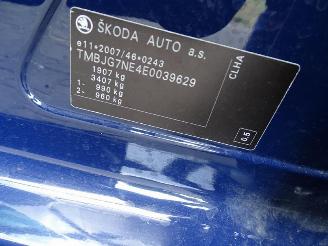 ŠKODA AUTO a.s.
e11*2007/46*0243
TMBJG7NE4E0039629
1907 kg
3407 kg
1- 990 kg
2- 960 kg
CLHA
0.5